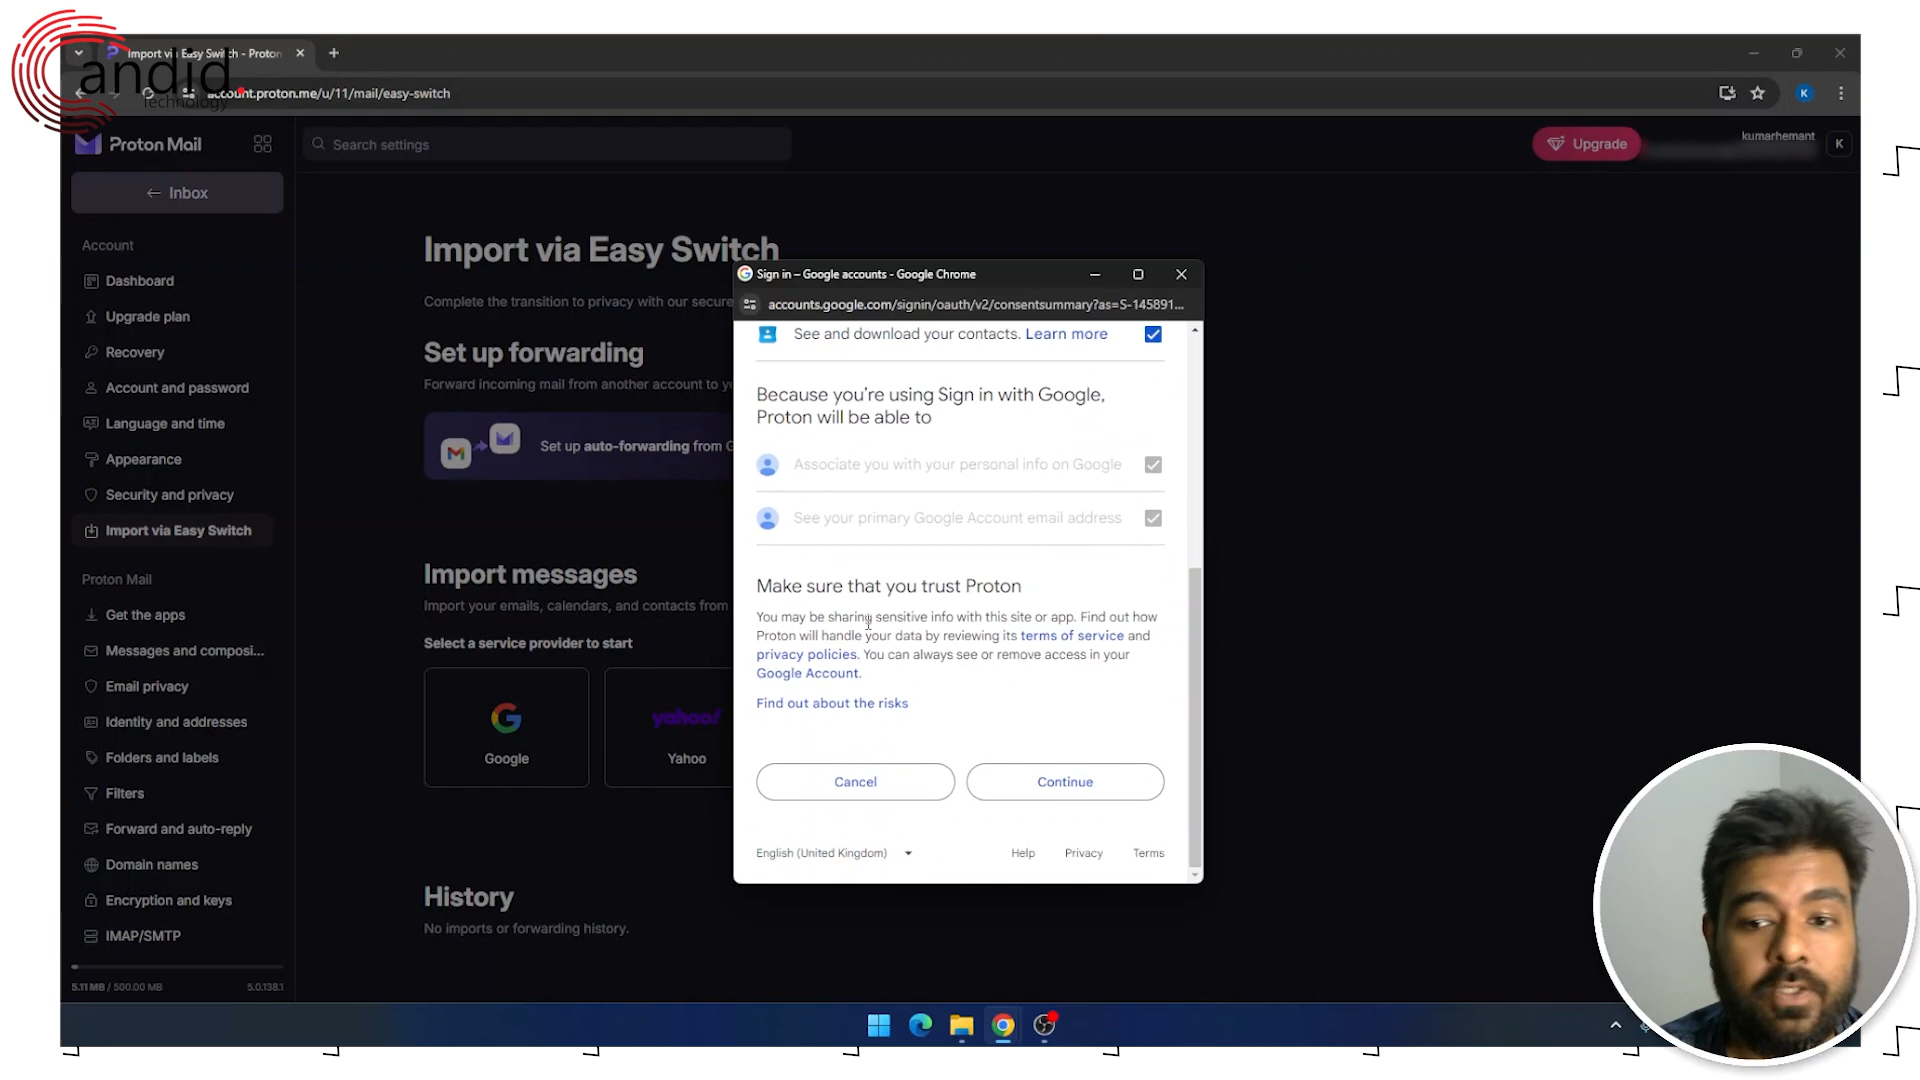 andid
Technology
Import via Easy Switch - Proton
account.proton.me/u/11/mail/easy-switch
K
Proton Mail
Search settings
Upgrade
kumarhemant
K
← Inbox
Account
Dashboard
Upgrade plan
Recovery
Account and password
Language and time
Appearance
Security and privacy
Import via Easy Switch
Proton Mail
Get the apps
Messages and composi...
Email privacy
Identity and addresses
Folders and labels
Filters
Forward and auto-reply
Domain names
Encryption and keys
IMAP/SMTP
5.11 MB / 500.00 MB
5.0.138.1
Import via Easy Switch
Complete the transition to privacy with our secure
Set up forwarding
Forward incoming mail from another account to
Set up auto-forwarding from
Import messages
Import your emails, calendars, and contacts from
Select a service provider to start
Google
yahoo!
Yahoo
History
No imports or forwarding history.
Sign in – Google accounts - Google Chrome
accounts.google.com/signin/oauth/v2/consentsummary?as=S-145891...
See and download your contacts. Learn more
Because you're using Sign in with Google,
Proton will be able to
Associate you with your personal info on Google
See your primary Google Account email address
Make sure that you trust Proton
You may be sharing sensitive info with this site or app. Find out how
Proton will handle your data by reviewing its terms of service and
privacy policies. You can always see or remove access in your
Google Account.
Find out about the risks
Cancel
Continue
English (United Kingdom)
Help
Privacy
Terms